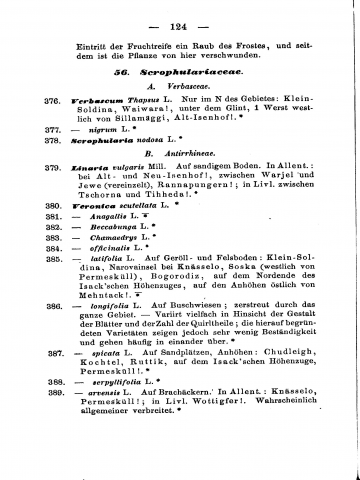 — 124 —
Eintritt der Fruchtreife ein Raub des Frostes, und seit-
dem ist die Pflanze von hier verschwunden.
56. Scrophulariaceae.
A. Verbasceae.
376. Verbascum Thapsus L. Nur im N des Gebietes: Klein-
Soldina, Waiwara!, unter dem Glint, 1 Werst west-
lich von Sillamäggi, Alt-Isenhof!. *
377. — nigrum L. *
378. Scrophularia nodosa L. *
B. Antirrhineae.
379. Linaria vulgaris Mill. Auf sandigem Boden. In Allent.:
bei Alt- und Neu-Isenhof!, zwischen Warjel und
Jewe (vereinzelt), Rannapungern!; in Livl. zwischen
Tschorna und Tihheda!. *
380. Veronica scutellata L. *
381. — Anagallis L. *
382. — Beccabunga L. *
383. — Chamaedrys L. *
384. — officinalis L. *
385. — latifolia L. Auf Geröll- und Felsboden: Klein-Sol-
dina, Narovainsel bei Knässelo, Soska (westlich von
Permesküll), Bogorodiz, auf dem Nordende des
Isack'schen Höhenzuges, auf den Anhöhen östlich von
Mehntack!. *
386. — longifolia L. Auf Buschwiesen; zerstreut durch das
ganze Gebiet. — Variirt vielfach in Hinsicht der Gestalt
der Blätter und der Zahl der Quirltheile; die hierauf begrün-
deten Varietäten zeigen jedoch sehr wenig Beständigkeit
und gehen häufig in einander über. *
387. — spicata L. Auf Sandplätzen, Anhöhen: Chudleigh,
Kochtel, Ruttik, auf dem Isack'schen Höhenzuge,
Permesküll!. *
388. — serpyllifolia L. *
389. — arvensis L. Auf Brachäckern. In Allent.: Knässelo,
Permesküll!; in Livl. Wottigfer!. Wahrscheinlich
allgemeiner verbreitet. *